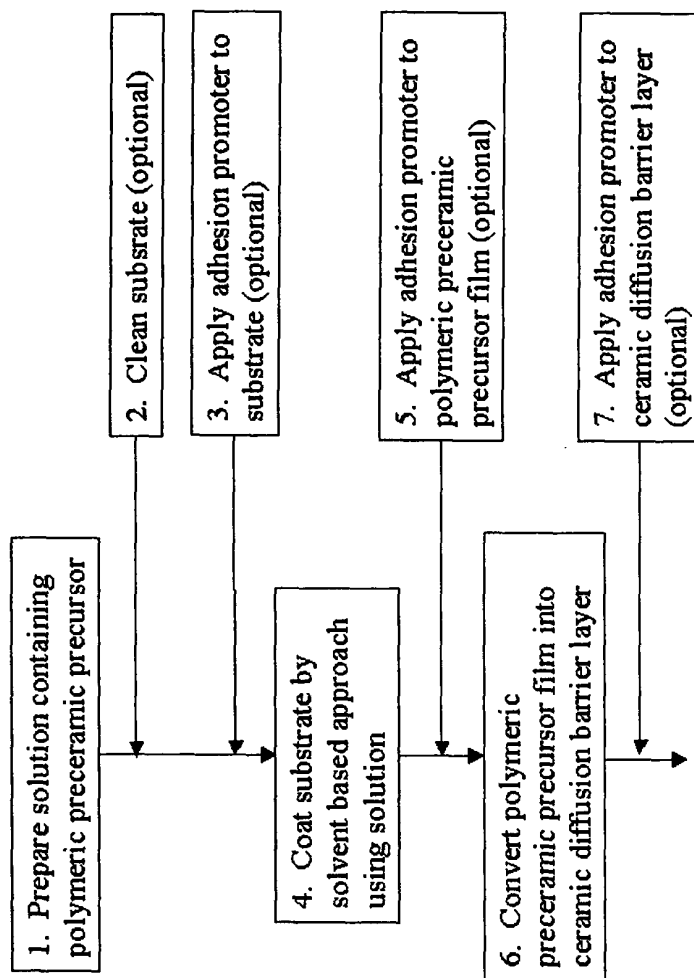 1. Prepare solution containing
polymeric preceramic precursor
2. Clean subsrate (optional)
3. Apply adhesion promoter to
substrate (optional)
4. Coat substrate by
solvent based approach
using solution
5. Apply adhesion promoter to
polymeric preceramic
precursor film (optional)
6. Convert polymeric
preceramic precursor film into
ceramic diffusion barrier layer
7. Apply adhesion promoter to
ceramic diffusion barrier layer
(optional)